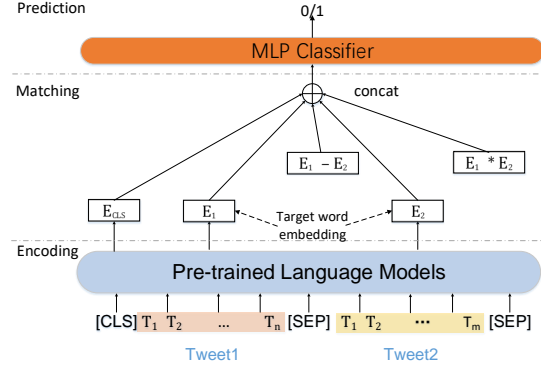 Prediction
0/1
MLP Classifier
Matching
concat
E₁ − E₂
E₁ * E₂
E_CLS
E₁
Target word
embedding
E₂
Encoding
Pre-trained Language Models
[CLS] T₁ T₂ ... Tₙ [SEP] T₁ T₂ ... Tₘ [SEP]
Tweet1
Tweet2